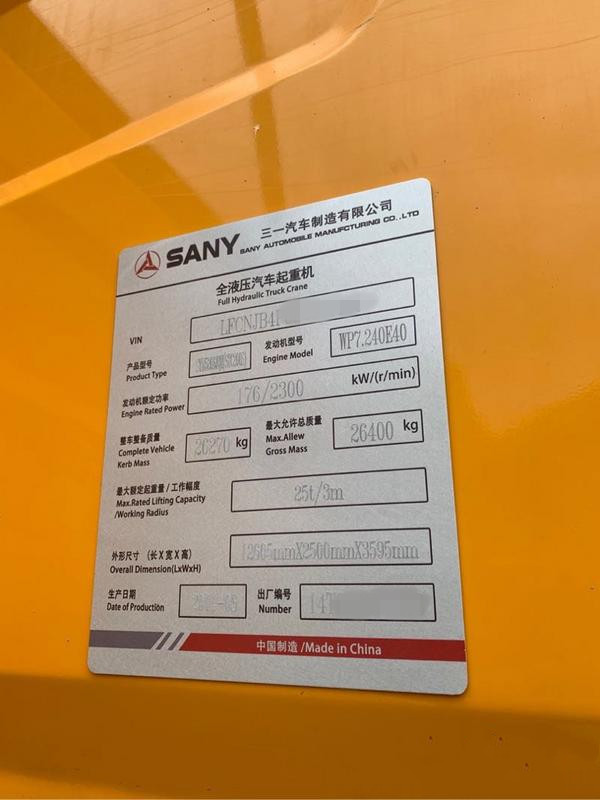 SANY 三一汽车制造有限公司
SANY AUTOMOBILE MANUFCTURING CO.,LTD
全液压汽车起重机
Full Hydraulic Truck Crane
VIN LFCNJB4
产品型号
Product Type
发动机型号
Engine Model WP7.240E40
发动机额定功率
Engine Rated Power 176/2300 kW/(r/min)
整车整备质量
Complete Vehicle
Kerb Mass 26270 kg
最大允许总质量
Max.Allew
Gross Mass 26400 kg
最大额定起重量 / 工作幅度
Max.Rated Lifting Capacity
/Working Radius 25t/3m
外形尺寸 (长 X 宽 X 高)
Overall Dimension(LxWxH) 12605mmX2500mmX3595mm
生产日期
Date of Production
出厂编号
Number 14
中国制造 /Made in China